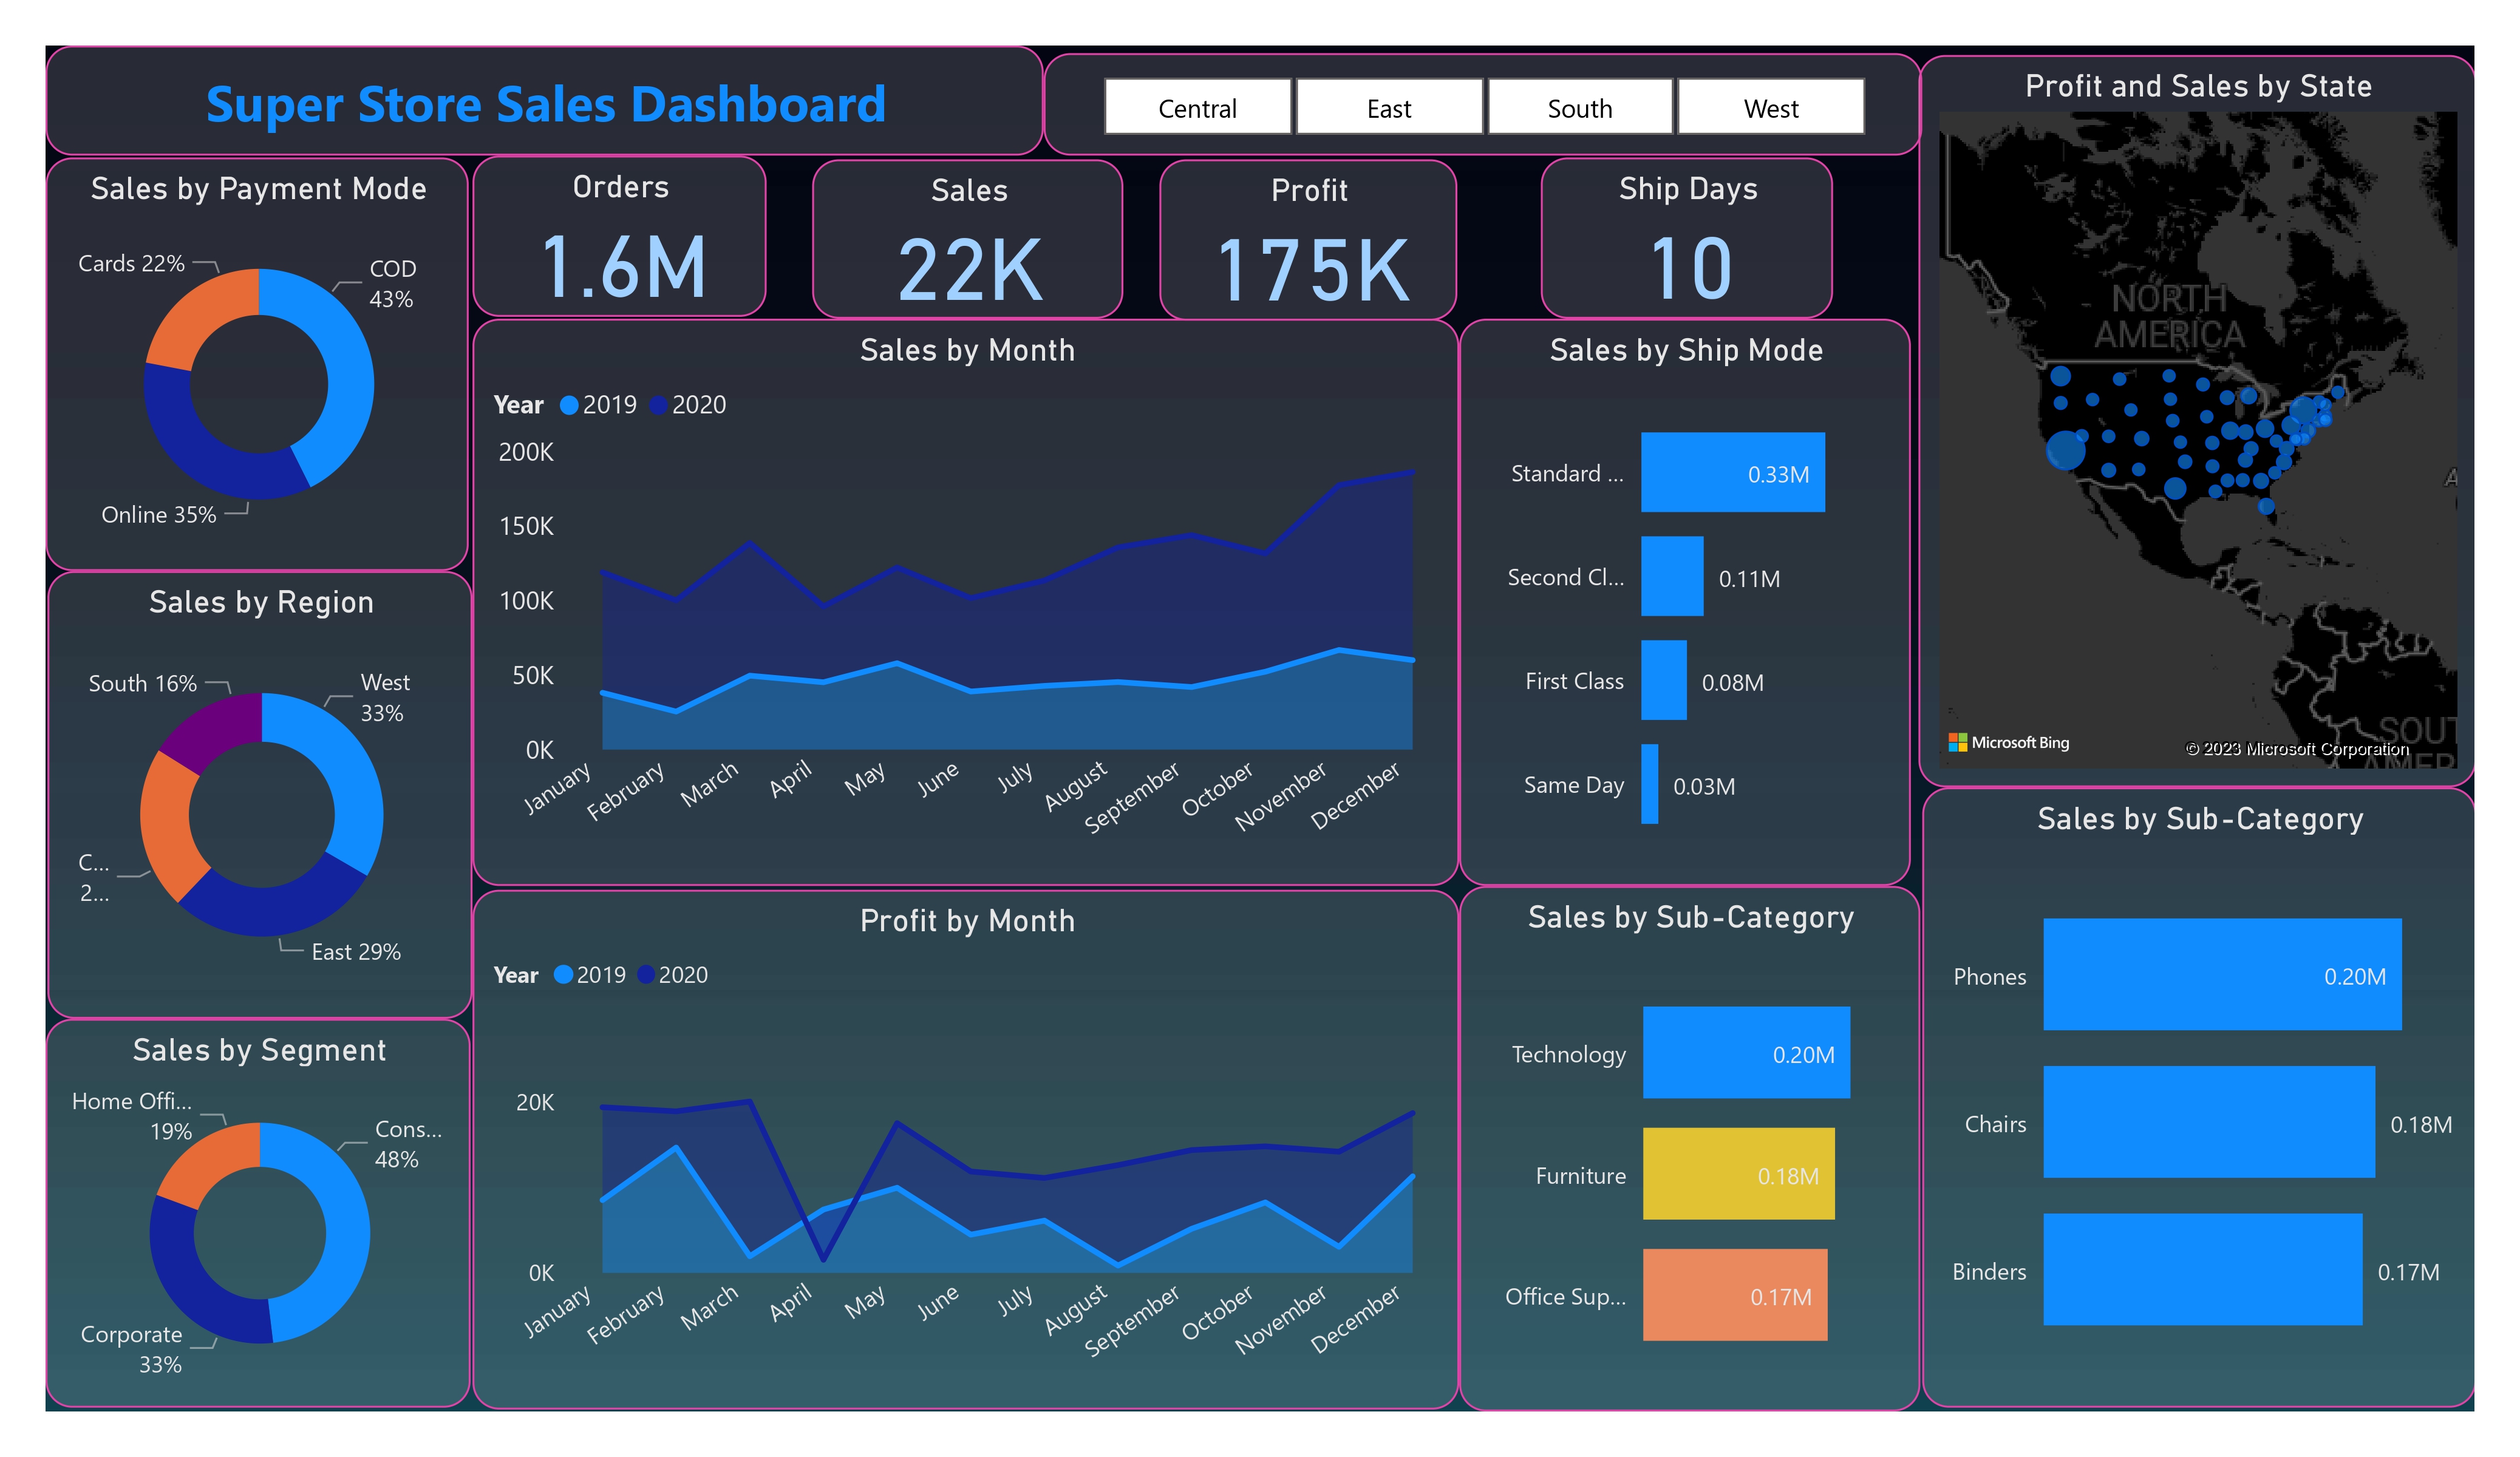 Super Store Sales Dashboard
Central
East
South
West
Profit and Sales by State
Sales by Payment Mode
Cards 22%
COD
43%
Online 35%
Orders
1.6M
Sales
22K
Profit
175K
Ship Days
10
Sales by Month
Year 2019 2020
200K
150K
100K
50K
0K
January
February
March
April
May
June
July
August
September
October
November
December
Sales by Ship Mode
Standard ...
0.33M
Second Cl...
0.11M
First Class
0.08M
Same Day
0.03M
NORTH
AMERICA
A
SOUT
AMER
Microsoft Bing
© 2023 Microsoft Corporation
Sales by Region
South 16%
West
33%
C...
2...
East 29%
Sales by Segment
Home Offi...
19%
Cons...
48%
Corporate
33%
Profit by Month
Year 2019 2020
20K
0K
January
February
March
April
May
June
July
August
September
October
November
December
Sales by Sub-Category
Technology
0.20M
Furniture
0.18M
Office Sup...
0.17M
Sales by Sub-Category
Phones
0.20M
Chairs
0.18M
Binders
0.17M